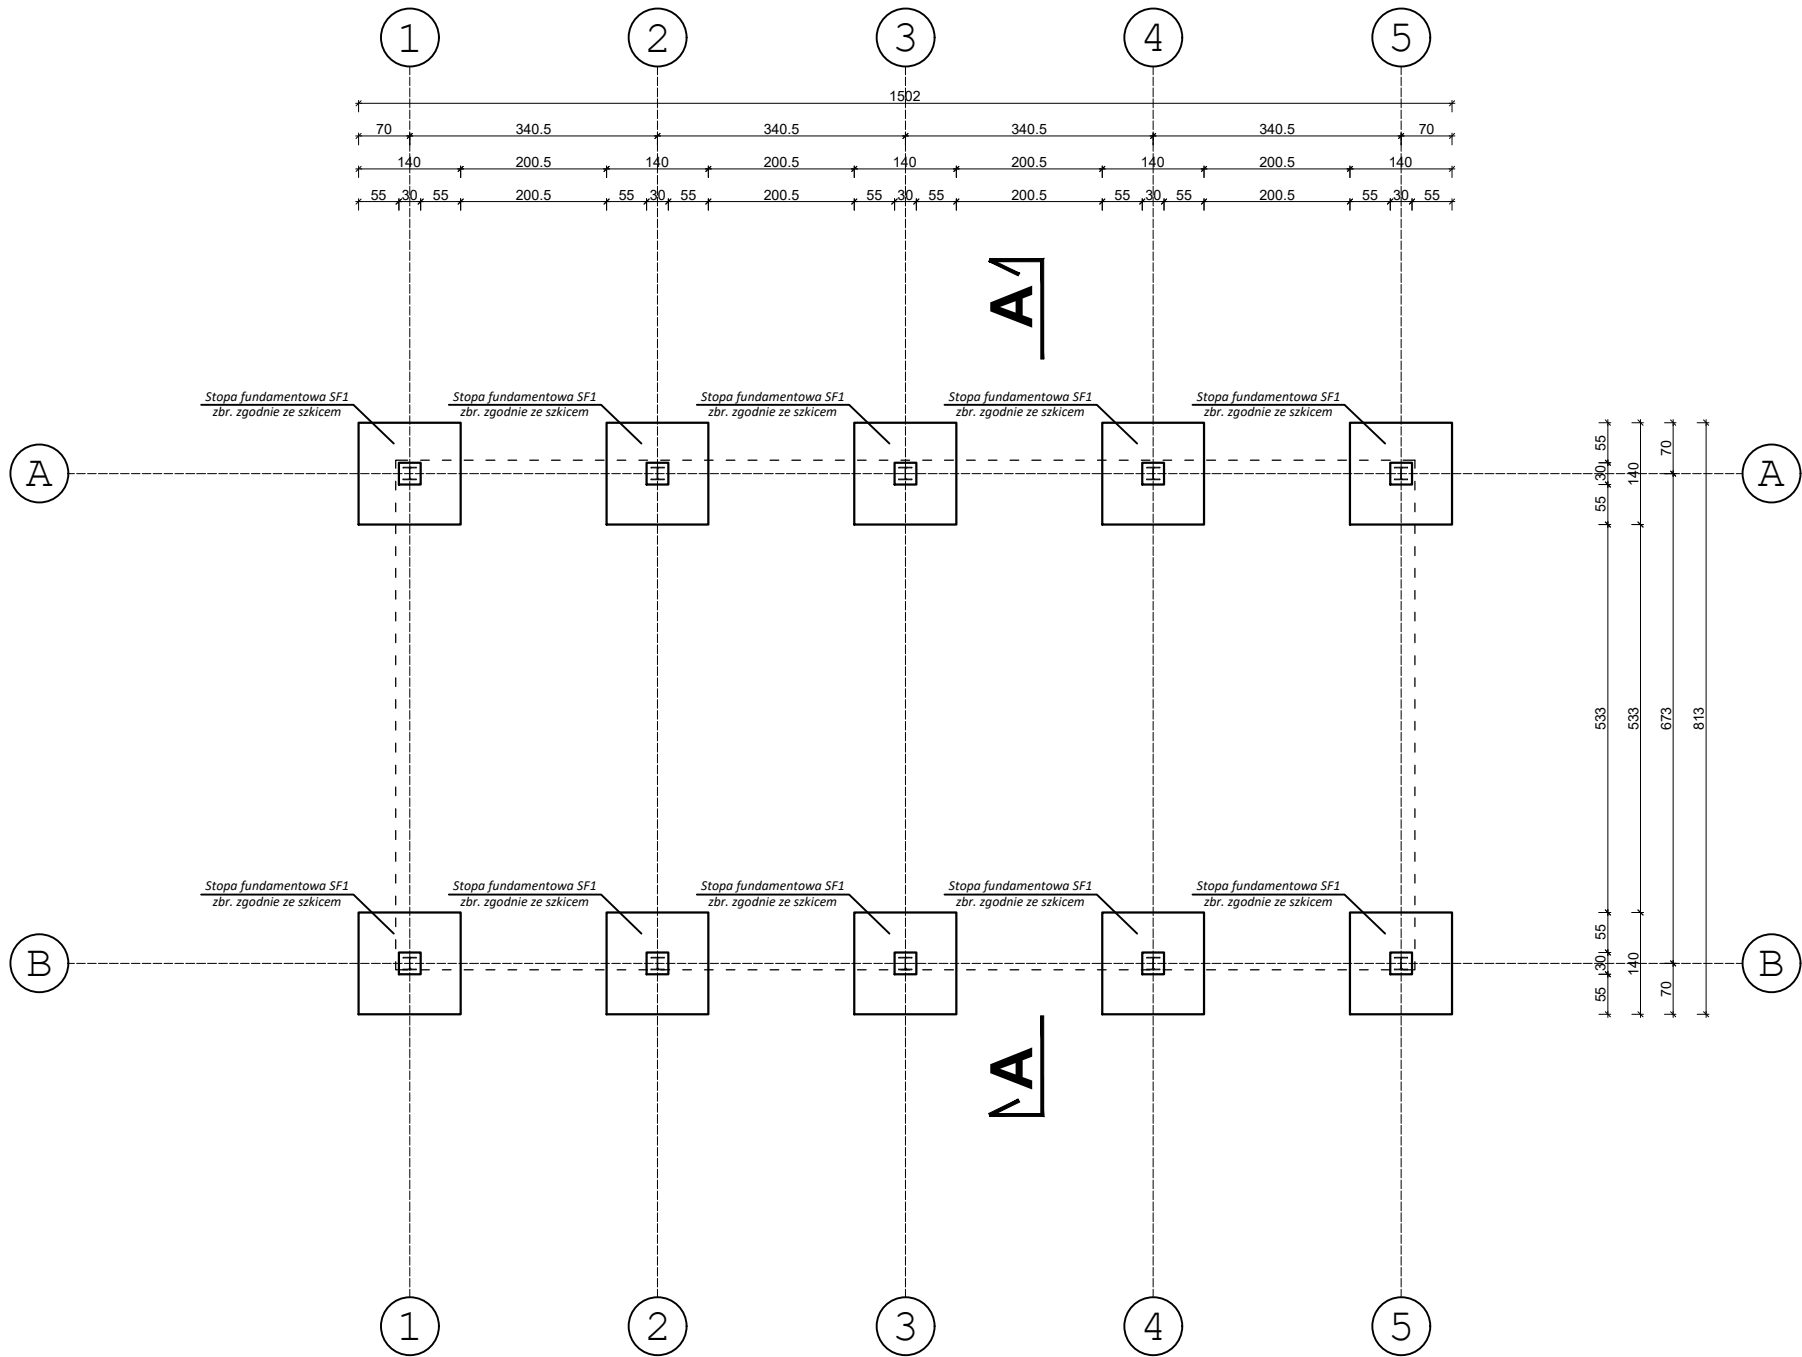 1 2 3 4 5
1502
70 340.5 340.5 340.5 340.5 70
140 200.5 140 200.5 140 200.5 140 200.5 140
55 30 55 200.5 55 30 55 200.5 55 30 55 200.5 55 30 55 200.5 55 30 55
A
Stopa fundamentowa SF1
zbr. zgodnie ze szkicem
Stopa fundamentowa SF1
zbr. zgodnie ze szkicem
Stopa fundamentowa SF1
zbr. zgodnie ze szkicem
Stopa fundamentowa SF1
zbr. zgodnie ze szkicem
Stopa fundamentowa SF1
zbr. zgodnie ze szkicem
A A
55 30 55 533 55 30 55
140 533 140
70 673 70
813
Stopa fundamentowa SF1
zbr. zgodnie ze szkicem
Stopa fundamentowa SF1
zbr. zgodnie ze szkicem
Stopa fundamentowa SF1
zbr. zgodnie ze szkicem
Stopa fundamentowa SF1
zbr. zgodnie ze szkicem
Stopa fundamentowa SF1
zbr. zgodnie ze szkicem
B B
A
1 2 3 4 5